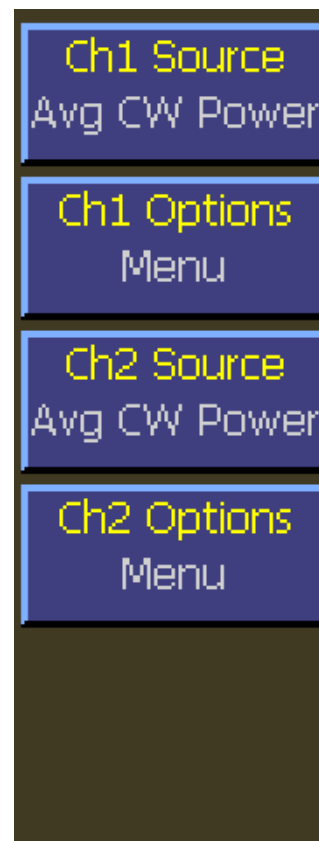 Ch1 Source
Avg CW Power
Ch1 Options
Menu
Ch2 Source
Avg CW Power
Ch2 Options
Menu